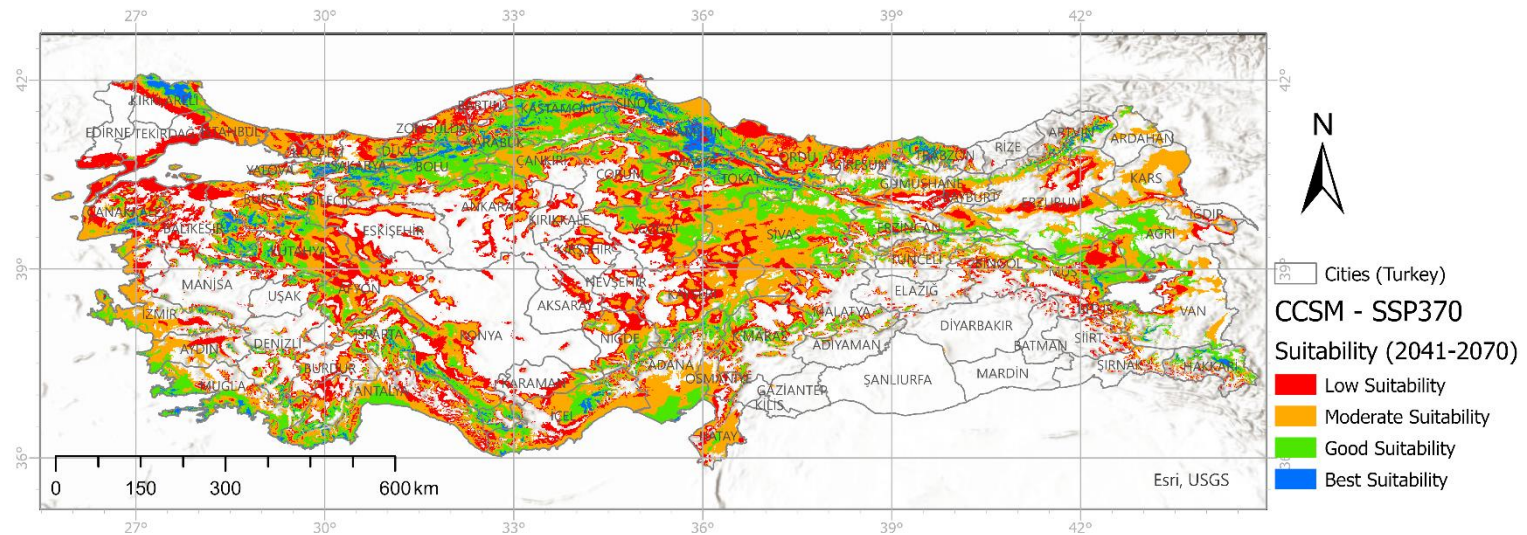 27° 30° 33° 36° 39° 42°
42° 42°
KIRKLARELİ
EDİRNE TEKİRDAĞ İSTANBUL
BARTIN KASTAMONU SİNOP
ZONGULDAK KARABÜK SAMSUN
ARTVİN ARDAHAN
DÜZCE BOLU ÇANKIRI
ORDU GİRESUN TRABZON RİZE
YALOVA SAKARYA ÇORUM TOKAT
GÜMÜŞHANE KARS
BURSA BİLECİK ANKARA
BAYBURT ERZURUM
ÇANAKKALE ESKİŞEHİR KIRIKKALE
IĞDIR
BALIKESİR YOZGAT SİVAS ERZİNCAN AĞRI
KÜTAHYA KIRŞEHİR
39° TUNCELİ BİNGÖL MUŞ 39°
MANİSA UŞAK AFYON NEVŞEHİR
ELAZIĞ
AKSARAY
İZMİR MALATYA VAN
DİYARBAKIR
ISPARTA KONYA NİĞDE K.MARAŞ
AYDIN DENİZLİ ADIYAMAN BATMAN SİİRT
BURDUR ADANA ŞIRNAK HAKKARİ
MUĞLA ANTALYA KARAMAN OSMANİYE ŞANLIURFA MARDİN
GAZİANTEP
KİLİS
İÇEL
HATAY
36° 36°
0 150 300 600 km
Esri, USGS
27° 30° 33° 36° 39° 42°
N
Cities (Turkey)
CCSM - SSP370
Suitability (2041-2070)
Low Suitability
Moderate Suitability
Good Suitability
Best Suitability